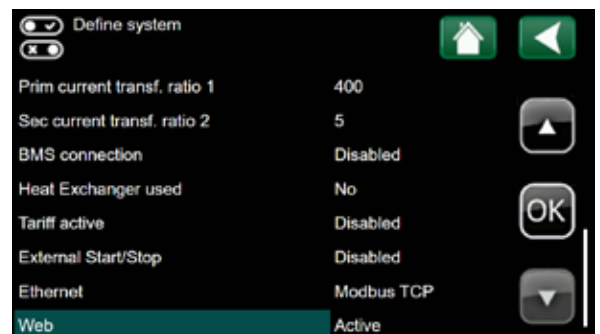 Define system
Prim current transf. ratio 1 400
Sec current transf. ratio 2 5
BMS connection Disabled
Heat Exchanger used No
Tariff active Disabled
OK
External Start/Stop Disabled
Ethernet Modbus TCP
Web Active